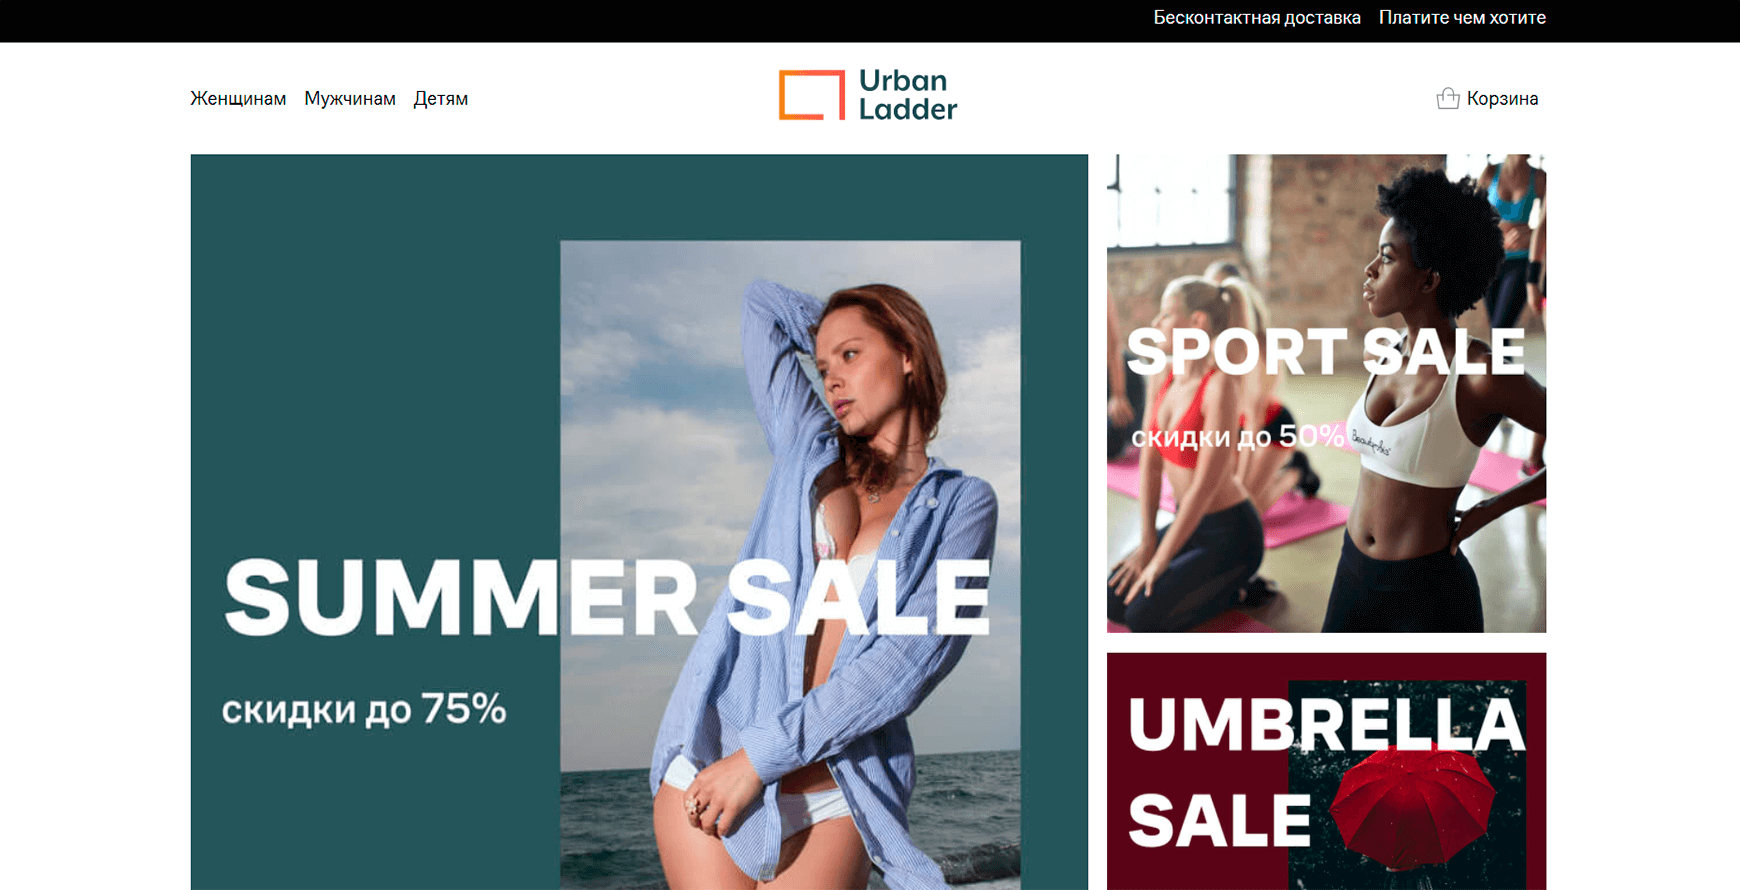 Бесконтактная доставка Платите чем хотите
Женщинам Мужчинам Детям
Urban
Ladder
Корзина
SUMMER SALE
скидки до 75%
SPORT SALE
скидки до 50%
UMBRELLA
SALE